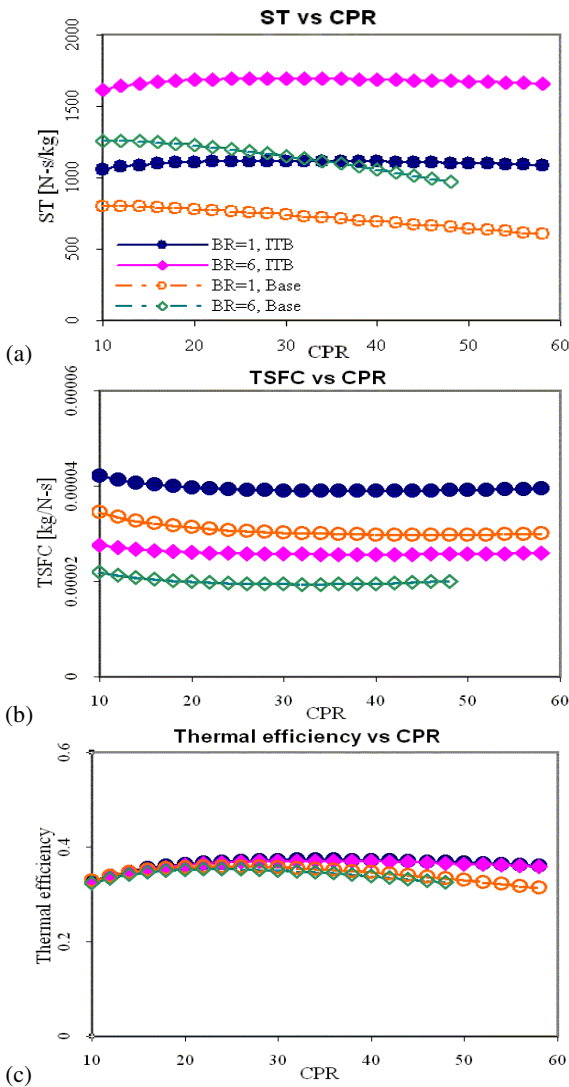 ST vs CPR
2000
1500
1000
500
0
ST [N-s/kg]
BR=1, ITB
BR=6, ITB
BR=1, Base
BR=6, Base
10 20 30 40 50 60
CPR
(a)
TSFC vs CPR
0.00006
0.00004
0.00002
0
TSFC [kg/N-s]
10 20 30 40 50 60
CPR
(b)
Thermal efficiency vs CPR
0.6
0.4
0.2
0
Thermal efficiency
10 20 30 40 50 60
CPR
(c)